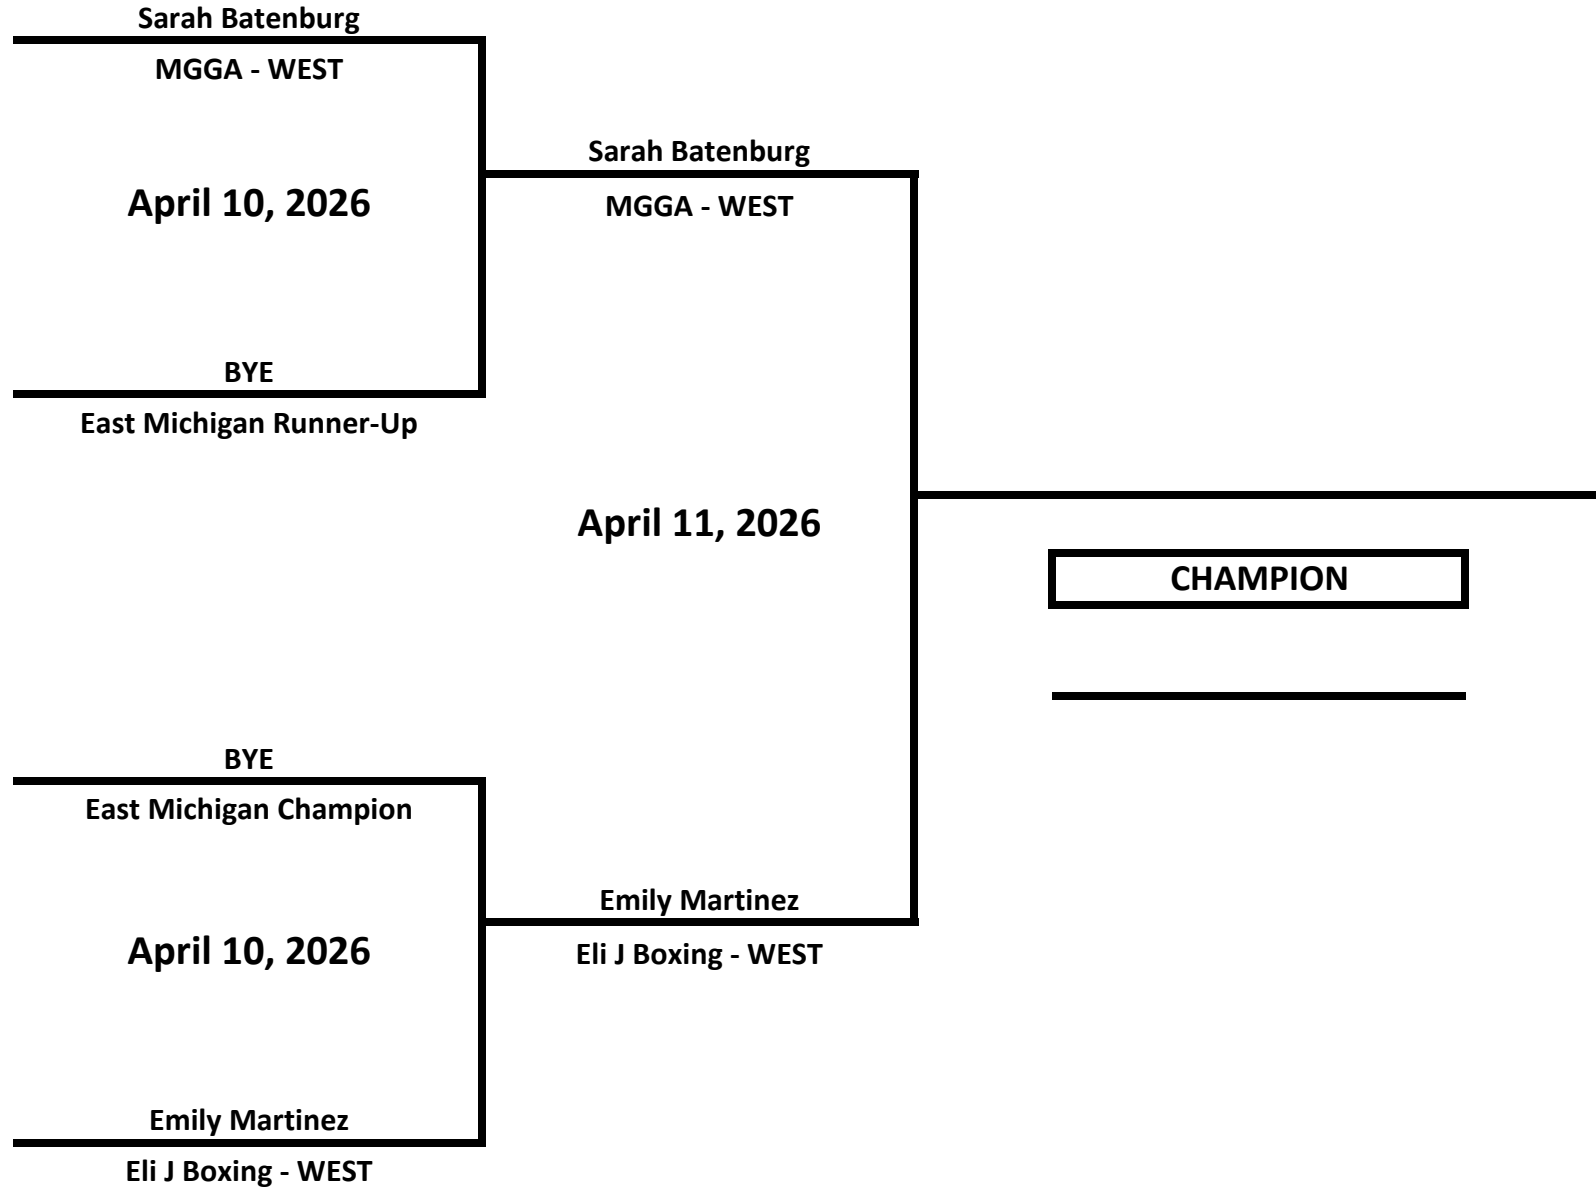 Sarah Batenburg
MGGA - WEST
April 10, 2026
BYE
East Michigan Runner-Up
Sarah Batenburg
MGGA - WEST
April 11, 2026
CHAMPION
BYE
East Michigan Champion
April 10, 2026
Emily Martinez
Eli J Boxing - WEST
Emily Martinez
Eli J Boxing - WEST